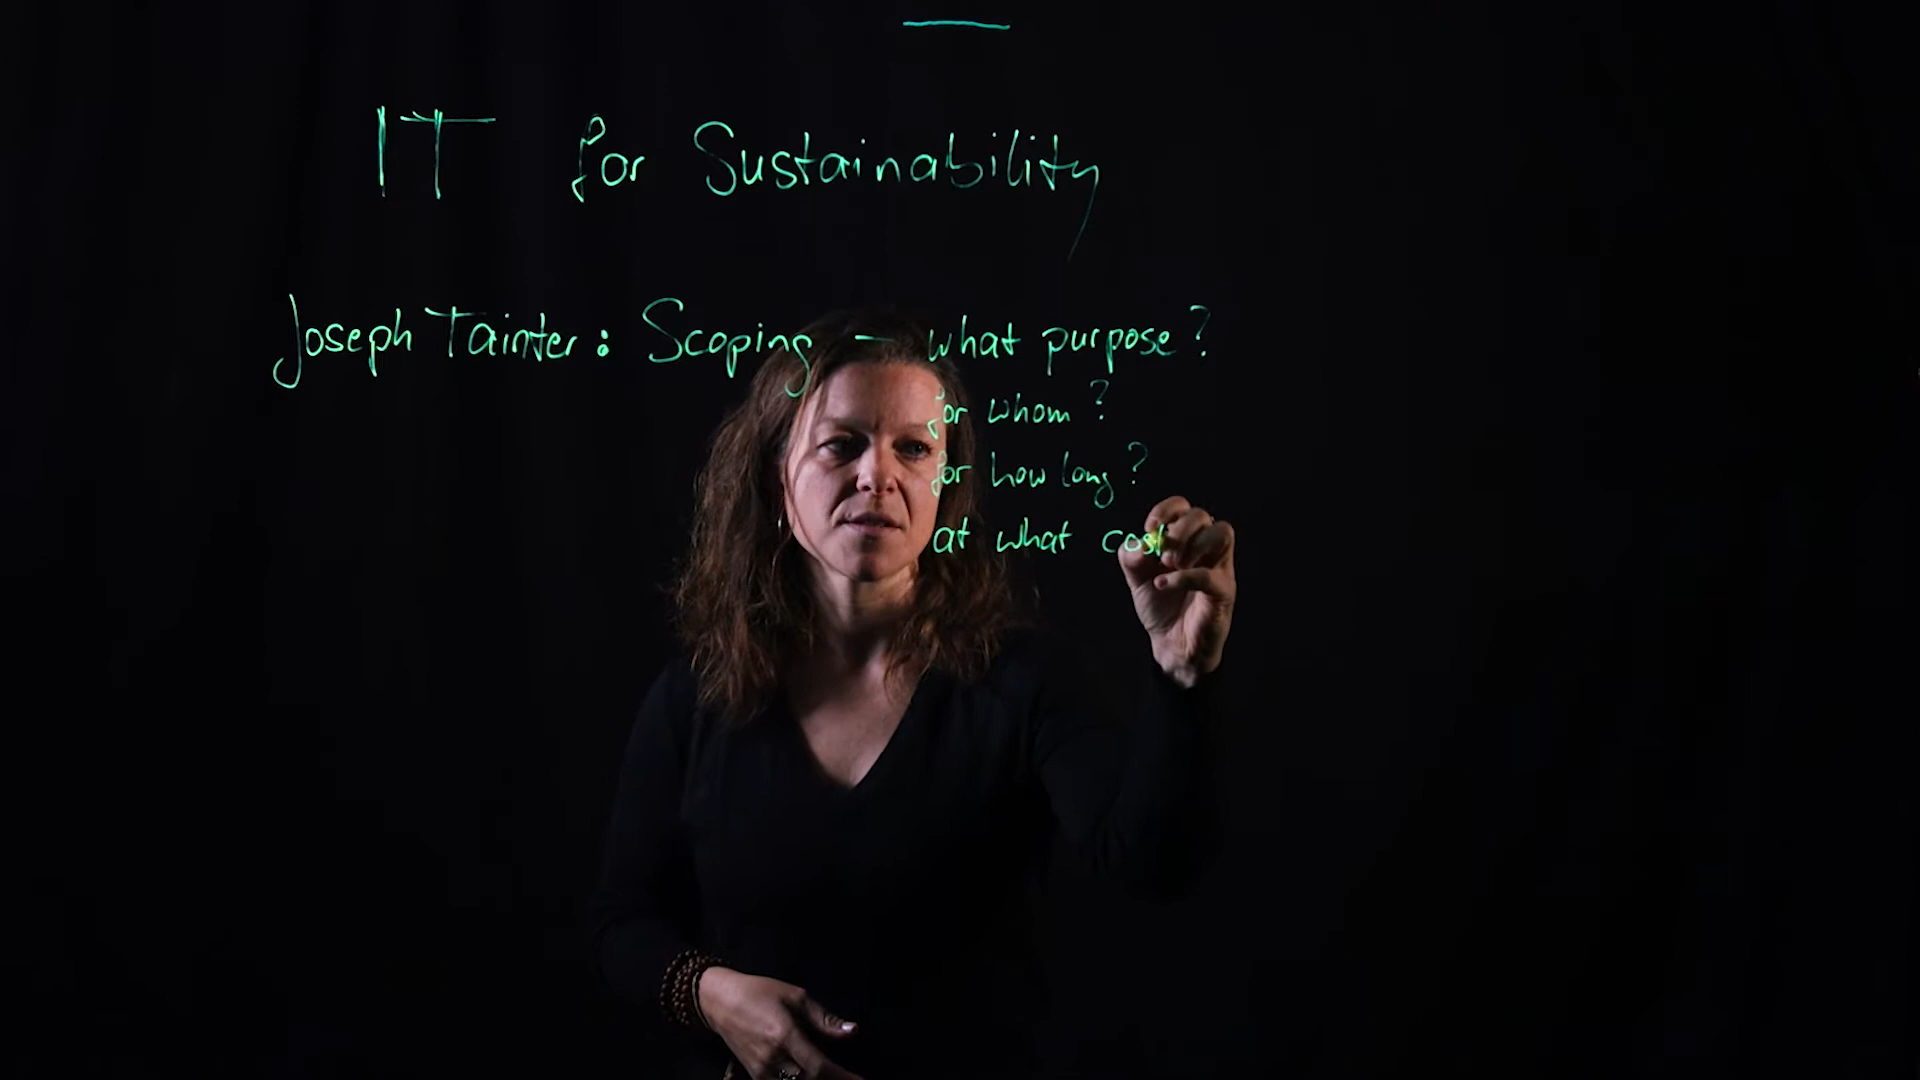 IT for Sustainability
Joseph Tainter: Scoping – what purpose?
for whom?
for how long?
at what cost